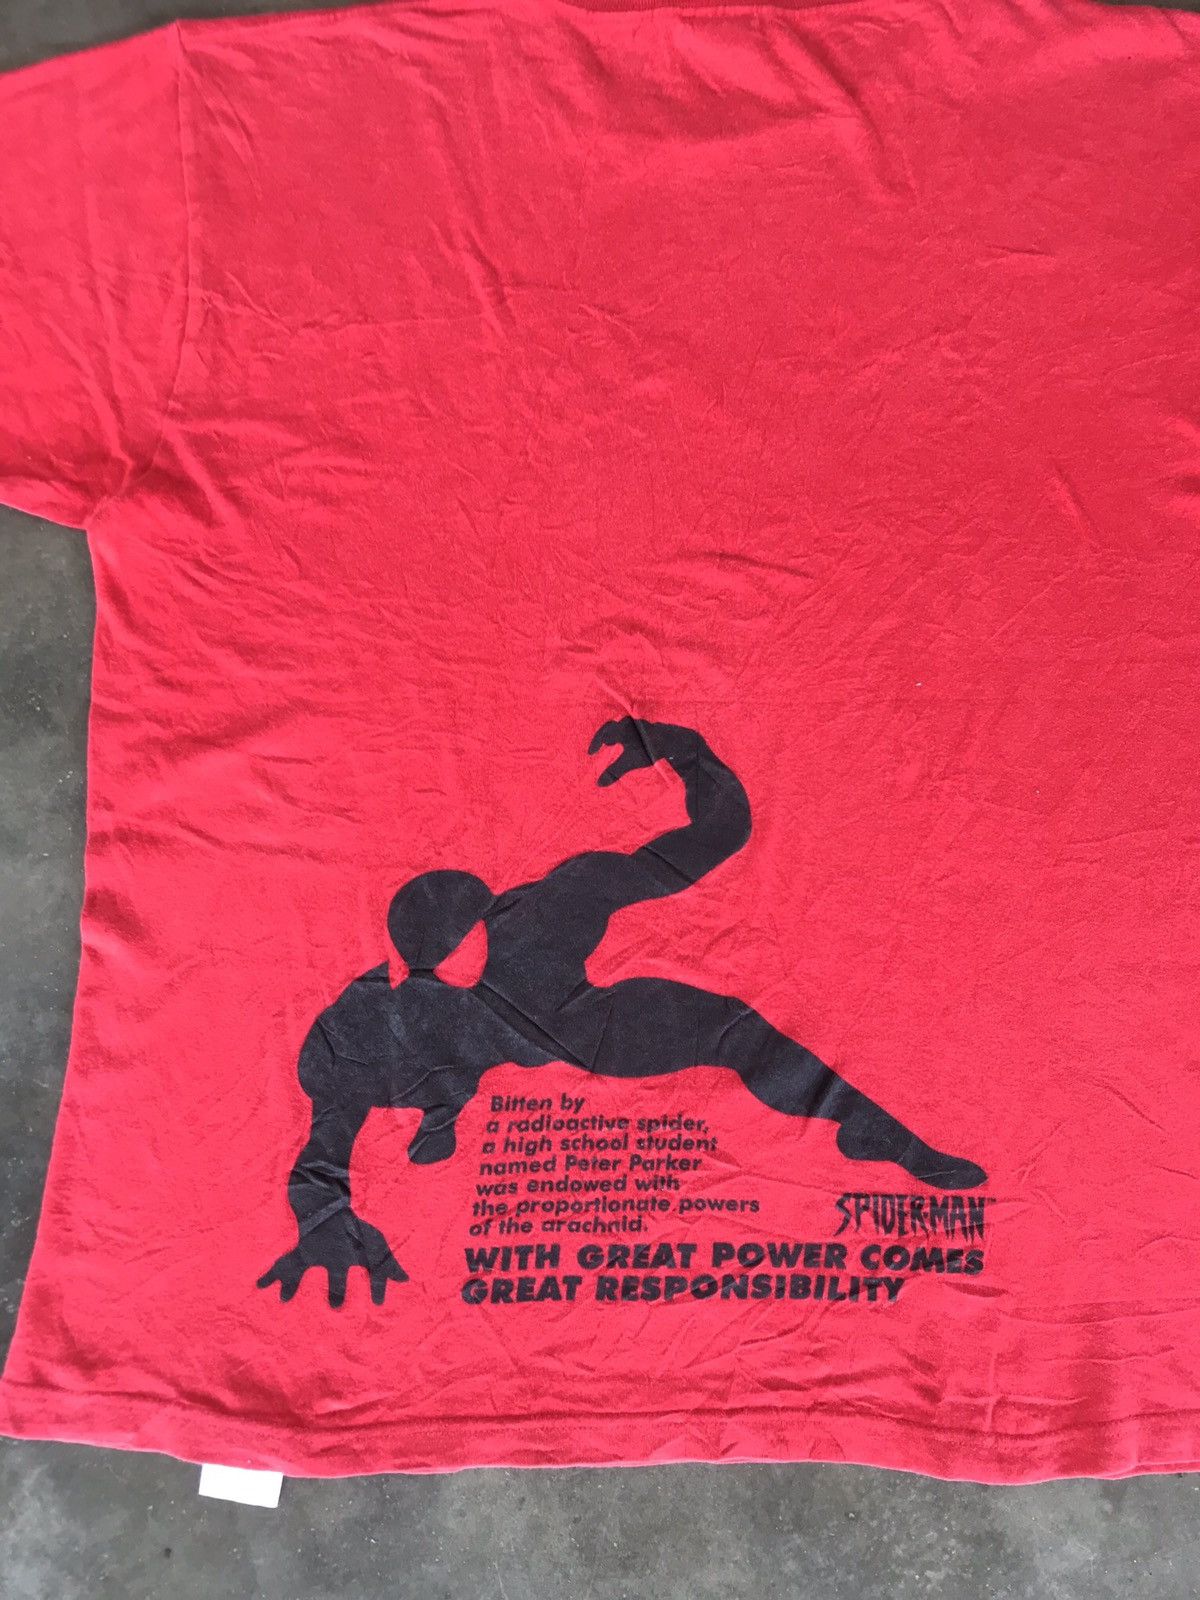 Bitten by
a radioactive spider,
a high school student
named Peter Parker
was endowed with
the proportionate powers
of the arachnid.
SPIDERMAN™
WITH GREAT POWER COMES
GREAT RESPONSIBILITY